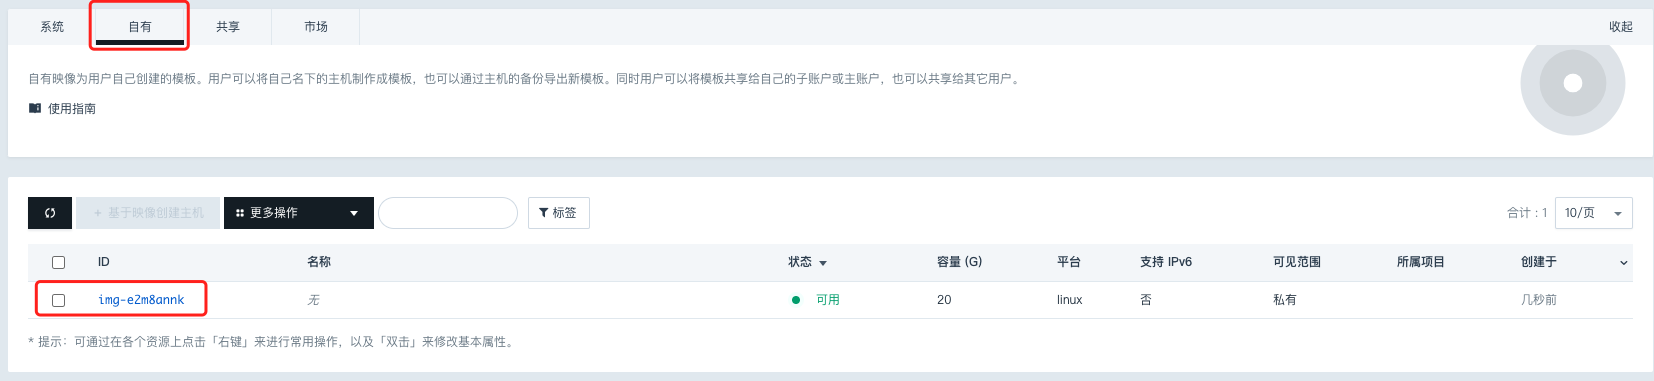 系统 自有 共享 市场 收起
自有映像为用户自己创建的模板。用户可以将自己名下的主机制作成模板，也可以通过主机的备份导出新模板。同时用户可以将模板共享给自己的子账户或主账户，也可以共享给其它用户。
使用指南
+ 基于映像创建主机 更多操作 标签 合计 : 1 10/页
ID 名称 状态 容量 (G) 平台 支持 IPv6 可见范围 所属项目 创建于
img-e2m8annk 无 可用 20 linux 否 私有 几秒前
* 提示：可通过在各个资源上点击「右键」来进行常用操作，以及「双击」来修改基本属性。